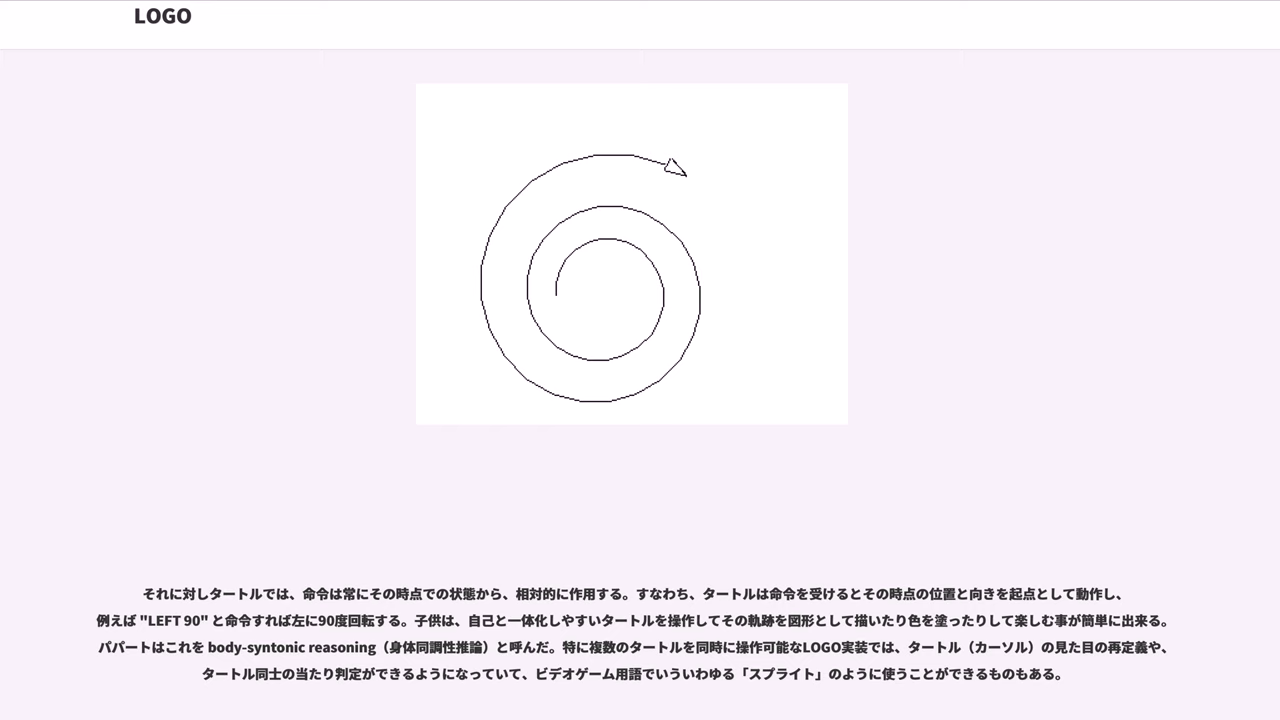 LOGO
それに対しタートルでは、命令は常にその時点での状態から、相対的に作用する。すなわち、タートルは命令を受けるとその時点の位置と向きを起点として動作し、
例えば "LEFT 90" と命令すれば左に90度回転する。子供は、自己と一体化しやすいタートルを操作してその軌跡を図形として描いたり色を塗ったりして楽しむ事が簡単に出来る。
パパートはこれを body-syntonic reasoning（身体同調性推論）と呼んだ。特に複数のタートルを同時に操作可能なLOGO実装では、タートル（カーソル）の見た目の再定義や、
タートル同士の当たり判定ができるようになっていて、ビデオゲーム用語でいういわゆる「スプライト」のように使うことができるものもある。